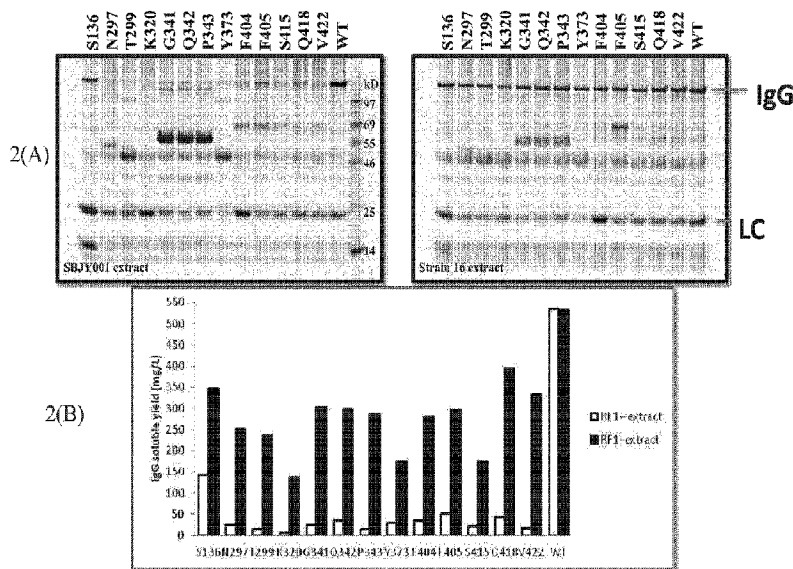 S136 N297 T299 K320 G341 Q342 P343 Y373 F404 F405 S415 Q418 V422 WT
S136 N297 T299 K320 G341 Q342 P343 Y373 F404 F405 S415 Q418 V422 WT
kD
97
69
55
46
25
14
IgG
LC
2(A)
SBJY001 extract
Strain 16 extract
2(B)
IgG soluble yield [mg/L]
550
500
450
400
350
300
250
200
150
100
50
0
S136 N297 T299 K320 G341 Q342 P343 Y373 F404 F405 S415 Q418 V422 WT
RF1-extract